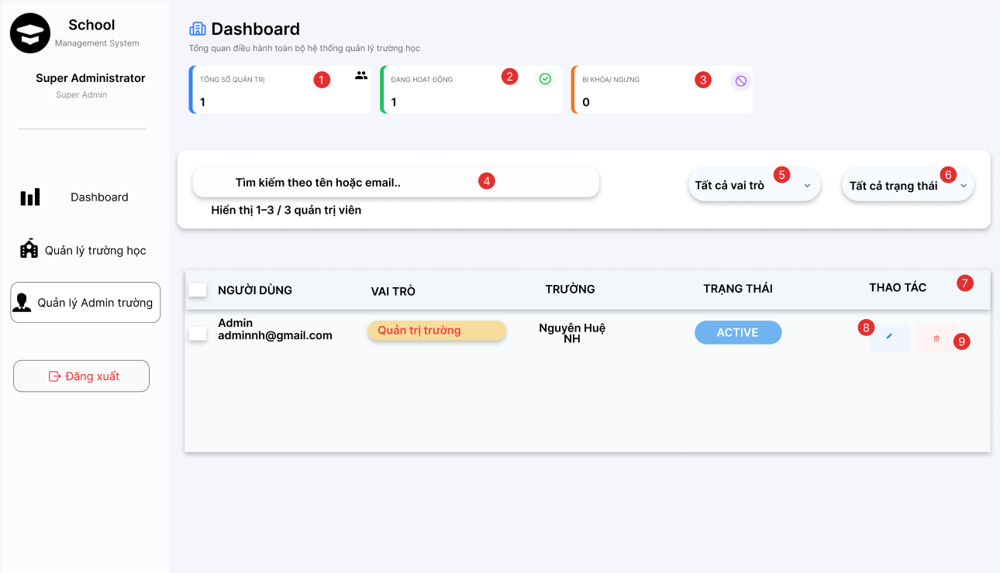 School
Management System
Super Administrator
Super Admin
Dashboard
Quản lý trường học
Quản lý Admin trường
Đăng xuất
Dashboard
Tổng quan điều hành toàn bộ hệ thống quản lý trường học
TỔNG SỐ QUẢN TRỊ
1
1
ĐANG HOẠT ĐỘNG
2
1
BỊ KHÓA/ NGƯNG
3
0
Tìm kiếm theo tên hoặc email..
4
Tất cả vai trò
5
Tất cả trạng thái
6
Hiển thị 1–3 / 3 quản trị viên
NGƯỜI DÙNG
VAI TRÒ
TRƯỜNG
TRẠNG THÁI
THAO TÁC
7
Admin
adminnh@gmail.com
Quản trị trường
Nguyễn Huệ
NH
ACTIVE
8
9